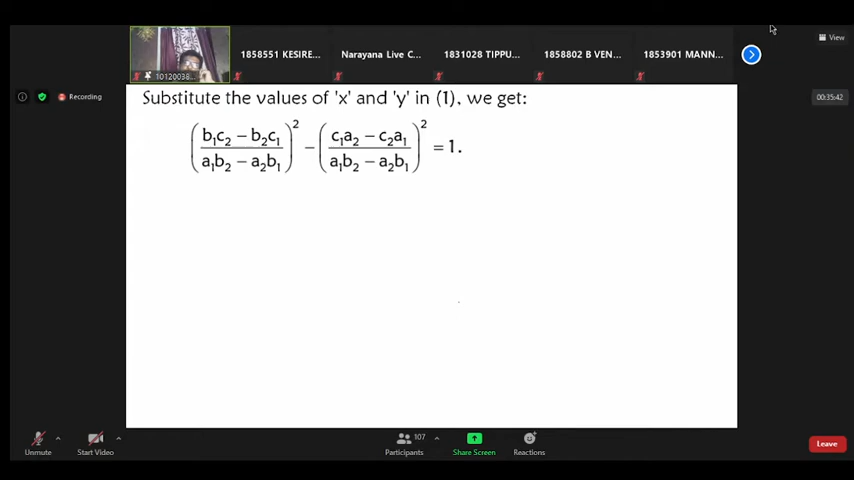 View
1858551 KESIRE...
Narayana Live C...
1831028 TIPPU...
1858802 B VEN...
1853901 MANN...
10120038...
Recording
00:35:42
Substitute the values of 'x' and 'y' in (1), we get:
((b₁c₂ − b₂c₁)/(a₁b₂ − a₂b₁))² − ((c₁a₂ − c₂a₁)/(a₁b₂ − a₂b₁))² = 1.
Unmute
Start Video
107
Participants
Share Screen
Reactions
Leave